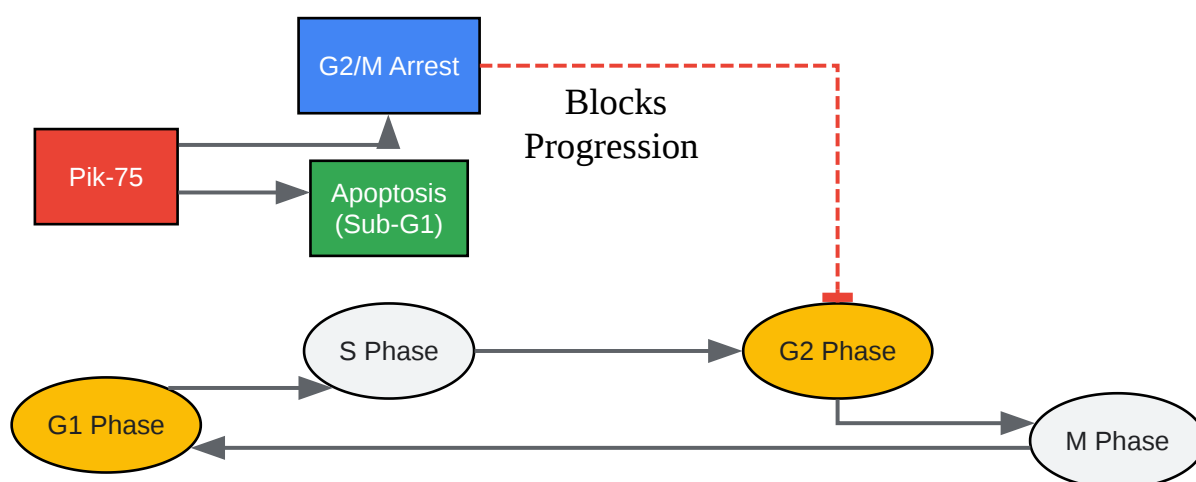 G2/M Arrest
Blocks
Progression
Pik-75
Apoptosis
(Sub-G1)
S Phase
G2 Phase
G1 Phase
M Phase